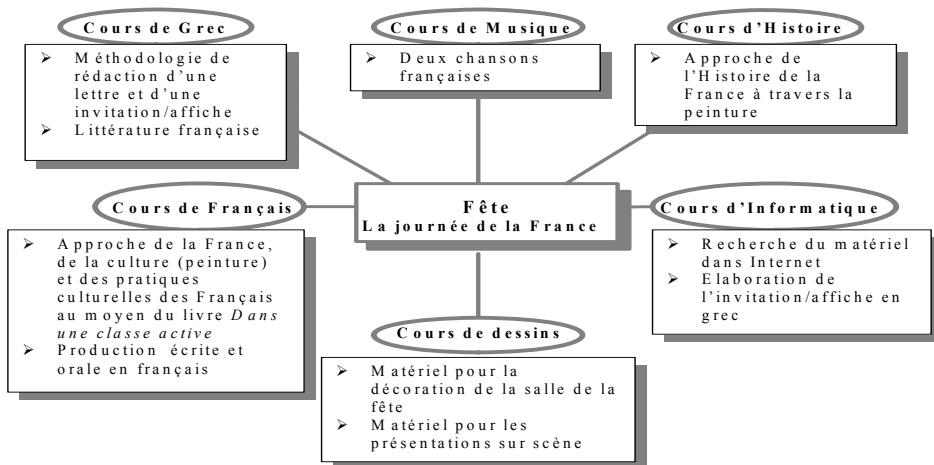 Cours de Grec
➢ Méthodologie de
rédaction d'une
lettre et d'une
invitation/affiche
➢ Littérature française
Cours de Musique
➢ Deux chansons
françaises
Cours d'Histoire
➢ Approche de
l'Histoire de la
France à travers la
peinture
Cours de Français
➢ Approche de la France,
de la culture (peinture)
et des pratiques
culturelles des Français
au moyen du livre Dans
une classe active
➢ Production écrite et
orale en français
Fête
La journée de la France
Cours d'Informatique
➢ Recherche du matériel
dans Internet
➢ Elaboration de
l'invitation/affiche en
grec
Cours de dessins
➢ Matériel pour la
décoration de la salle de la
fête
➢ Matériel pour les
présentations sur scène